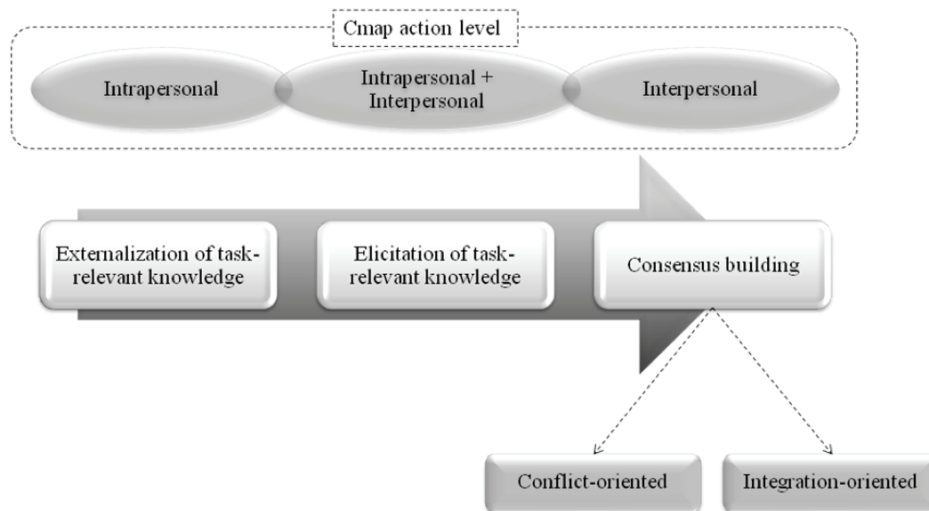 Cmap action level
Intrapersonal
Intrapersonal +
Interpersonal
Interpersonal
Externalization of task-
relevant knowledge
Elicitation of task-
relevant knowledge
Consensus building
Conflict-oriented
Integration-oriented